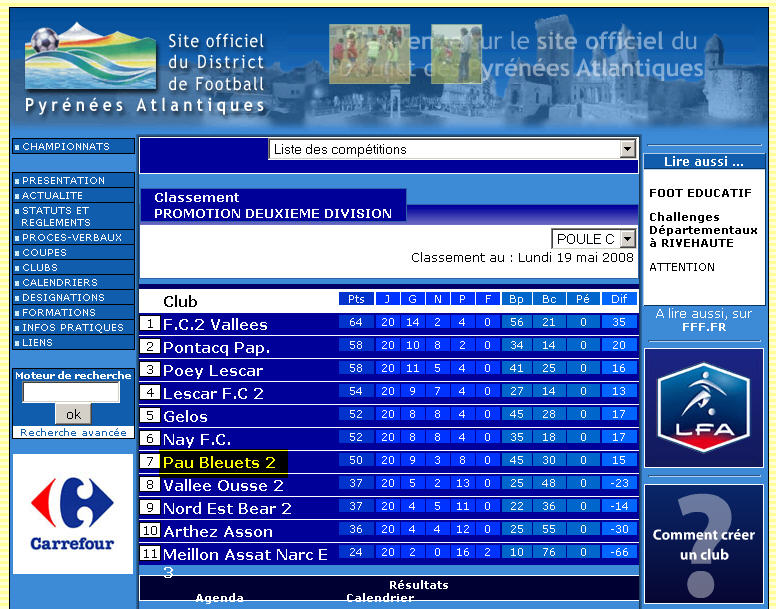 Site officiel
du District
de Football
Pyrénées Atlantiques
sur le site officiel du
Pyrénées Atlantiques
CHAMPIONNATS
PRESENTATION
ACTUALITE
STATUTS ET
REGLEMENTS
PROCES-VERBAUX
COUPES
CLUBS
CALENDRIERS
DESIGNATIONS
FORMATIONS
INFOS PRATIQUES
LIENS
Moteur de recherche
ok
Recherche avancée
Carrefour
Liste des compétitions
Classement
PROMOTION DEUXIEME DIVISION
POULE C
Classement au : Lundi 19 mai 2008
Club Pts J G N P F Bp Bc Pé Dif
1 F.C.2 Vallees 64 20 14 2 4 0 56 21 0 35
2 Pontacq Pap. 58 20 10 8 2 0 34 14 0 20
3 Poey Lescar 58 20 11 5 4 0 41 25 0 16
4 Lescar F.C 2 54 20 9 7 4 0 27 14 0 13
5 Gelos 52 20 8 8 4 0 45 28 0 17
6 Nay F.C. 52 20 8 8 4 0 35 18 0 17
7 Pau Bleuets 2 50 20 9 3 8 0 45 30 0 15
8 Vallee Ousse 2 37 20 5 2 13 0 25 48 0 -23
9 Nord Est Bear 2 37 20 4 5 11 0 22 36 0 -14
10 Arthez Asson 36 20 4 4 12 0 25 55 0 -30
11 Meillon Assat Narc E 24 20 2 0 16 2 10 76 0 -66
3
Résultats
Agenda Calendrier
Lire aussi ...
FOOT EDUCATIF
Challenges
Départementaux
à RIVEHAUTE
ATTENTION
A lire aussi, sur
FFF.FR
LFA
?
Comment créer
un club